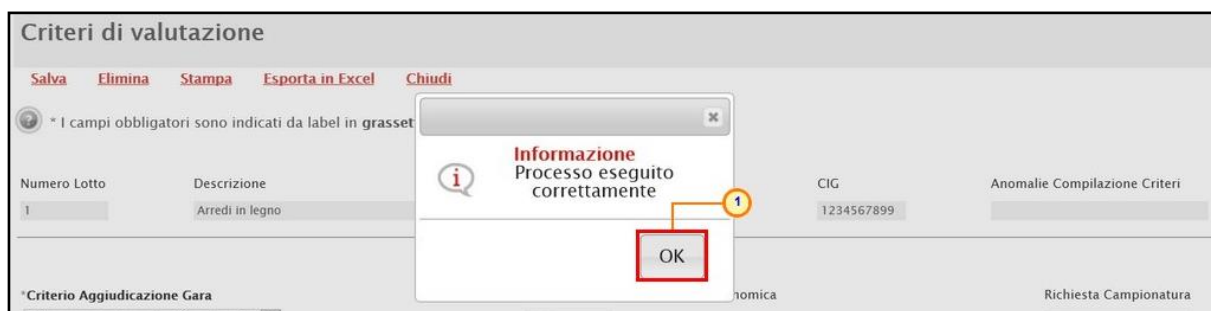 Criteri di valutazione
Salva Elimina Stampa Esporta in Excel Chiudi
* I campi obbligatori sono indicati da label in grasset
Informazione
Processo eseguito
correttamente
1
OK
Numero Lotto Descrizione CIG Anomalie Compilazione Criteri
1 Arredi in legno 1234567899
*Criterio Aggiudicazione Gara nomica Richiesta Campionatura